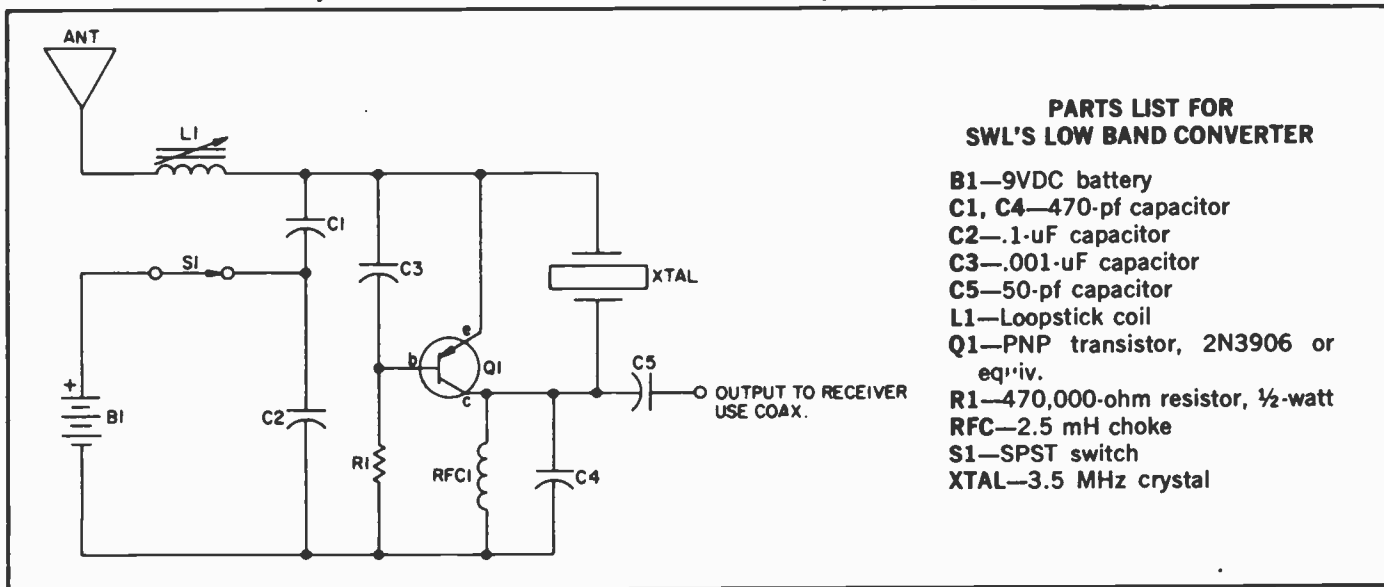 ANT
L1
C1
S1
C3
XTAL
e
b
Q1
c
C5
OUTPUT TO RECEIVER
USE COAX.
+
B1
C2
R1
RFC1
C4
PARTS LIST FOR
SWL'S LOW BAND CONVERTER
B1—9VDC battery
C1, C4—470-pf capacitor
C2—.1-uF capacitor
C3—.001-uF capacitor
C5—50-pf capacitor
L1—Loopstick coil
Q1—PNP transistor, 2N3906 or
equiv.
R1—470,000-ohm resistor, ½-watt
RFC—2.5 mH choke
S1—SPST switch
XTAL—3.5 MHz crystal